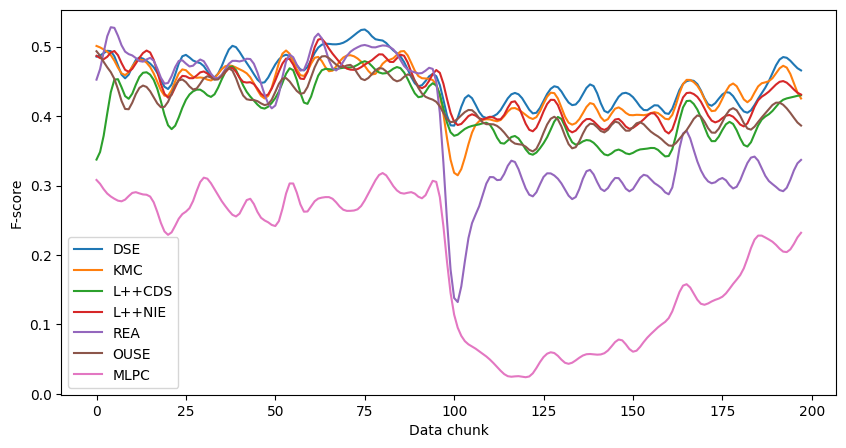 F-score
0.5
0.4
0.3
0.2
0.1
0.0
DSE
KMC
L++CDS
L++NIE
REA
OUSE
MLPC
0 25 50 75 100 125 150 175 200
Data chunk